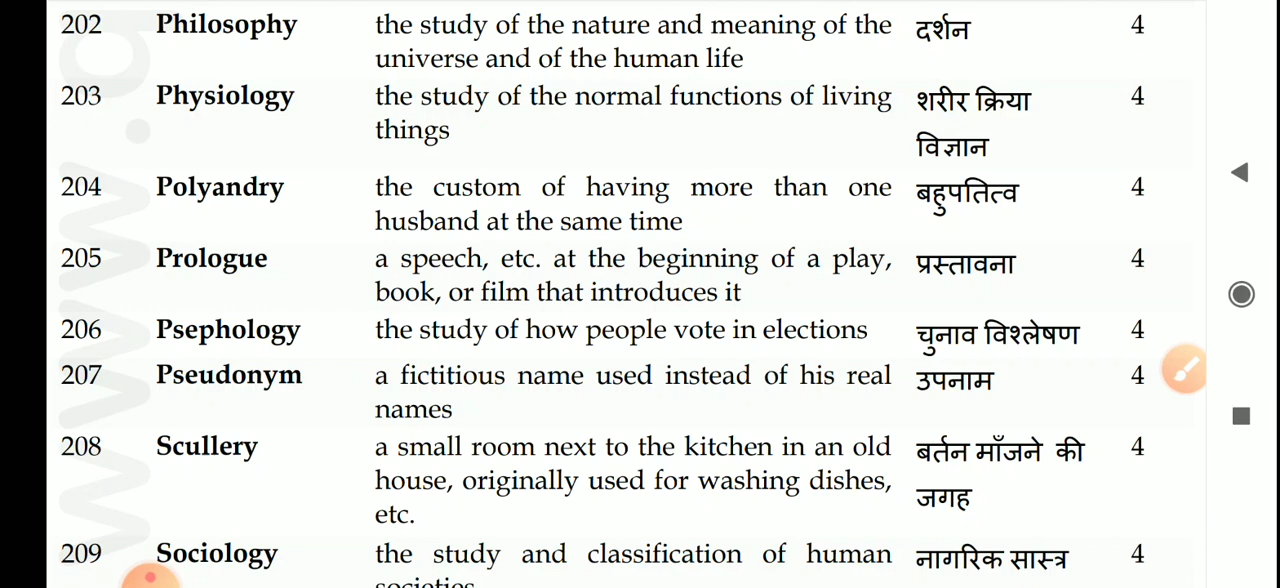 202 Philosophy the study of the nature and meaning of the दर्शन 4
universe and of the human life
203 Physiology the study of the normal functions of living शरीर क्रिया 4
things विज्ञान
204 Polyandry the custom of having more than one बहुपतित्व 4
husband at the same time
205 Prologue a speech, etc. at the beginning of a play, प्रस्तावना 4
book, or film that introduces it
206 Psephology the study of how people vote in elections चुनाव विश्लेषण 4
207 Pseudonym a fictitious name used instead of his real उपनाम 4
names
208 Scullery a small room next to the kitchen in an old बर्तन माँजने की 4
house, originally used for washing dishes, जगह
etc.
209 Sociology the study and classification of human नागरिक सास्त्र 4
societies
www.d